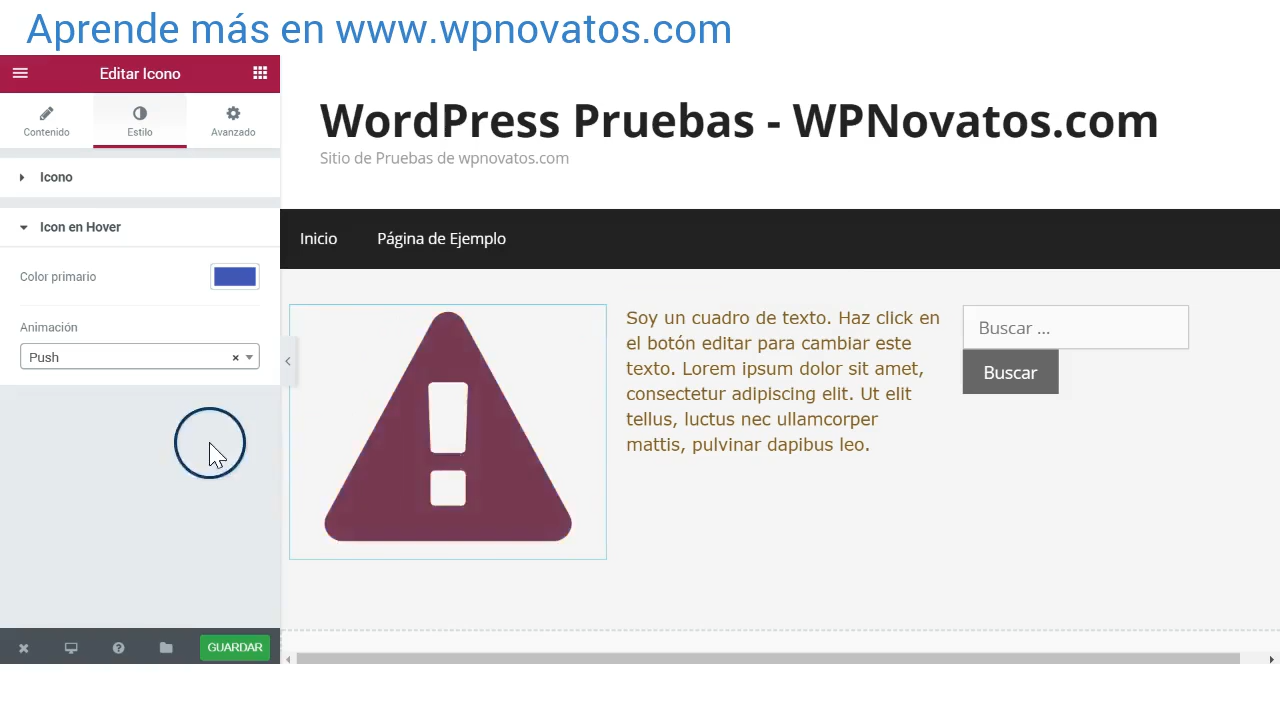 Aprende más en www.wpnovatos.com
Editar Icono
Contenido
Estilo
Avanzado
Icono
Icon en Hover
Color primario
Animación
Push
GUARDAR
WordPress Pruebas - WPNovatos.com
Sitio de Pruebas de wpnovatos.com
Inicio
Página de Ejemplo
Soy un cuadro de texto. Haz click en
el botón editar para cambiar este
texto. Lorem ipsum dolor sit amet,
consectetur adipiscing elit. Ut elit
tellus, luctus nec ullamcorper
mattis, pulvinar dapibus leo.
Buscar ...
Buscar